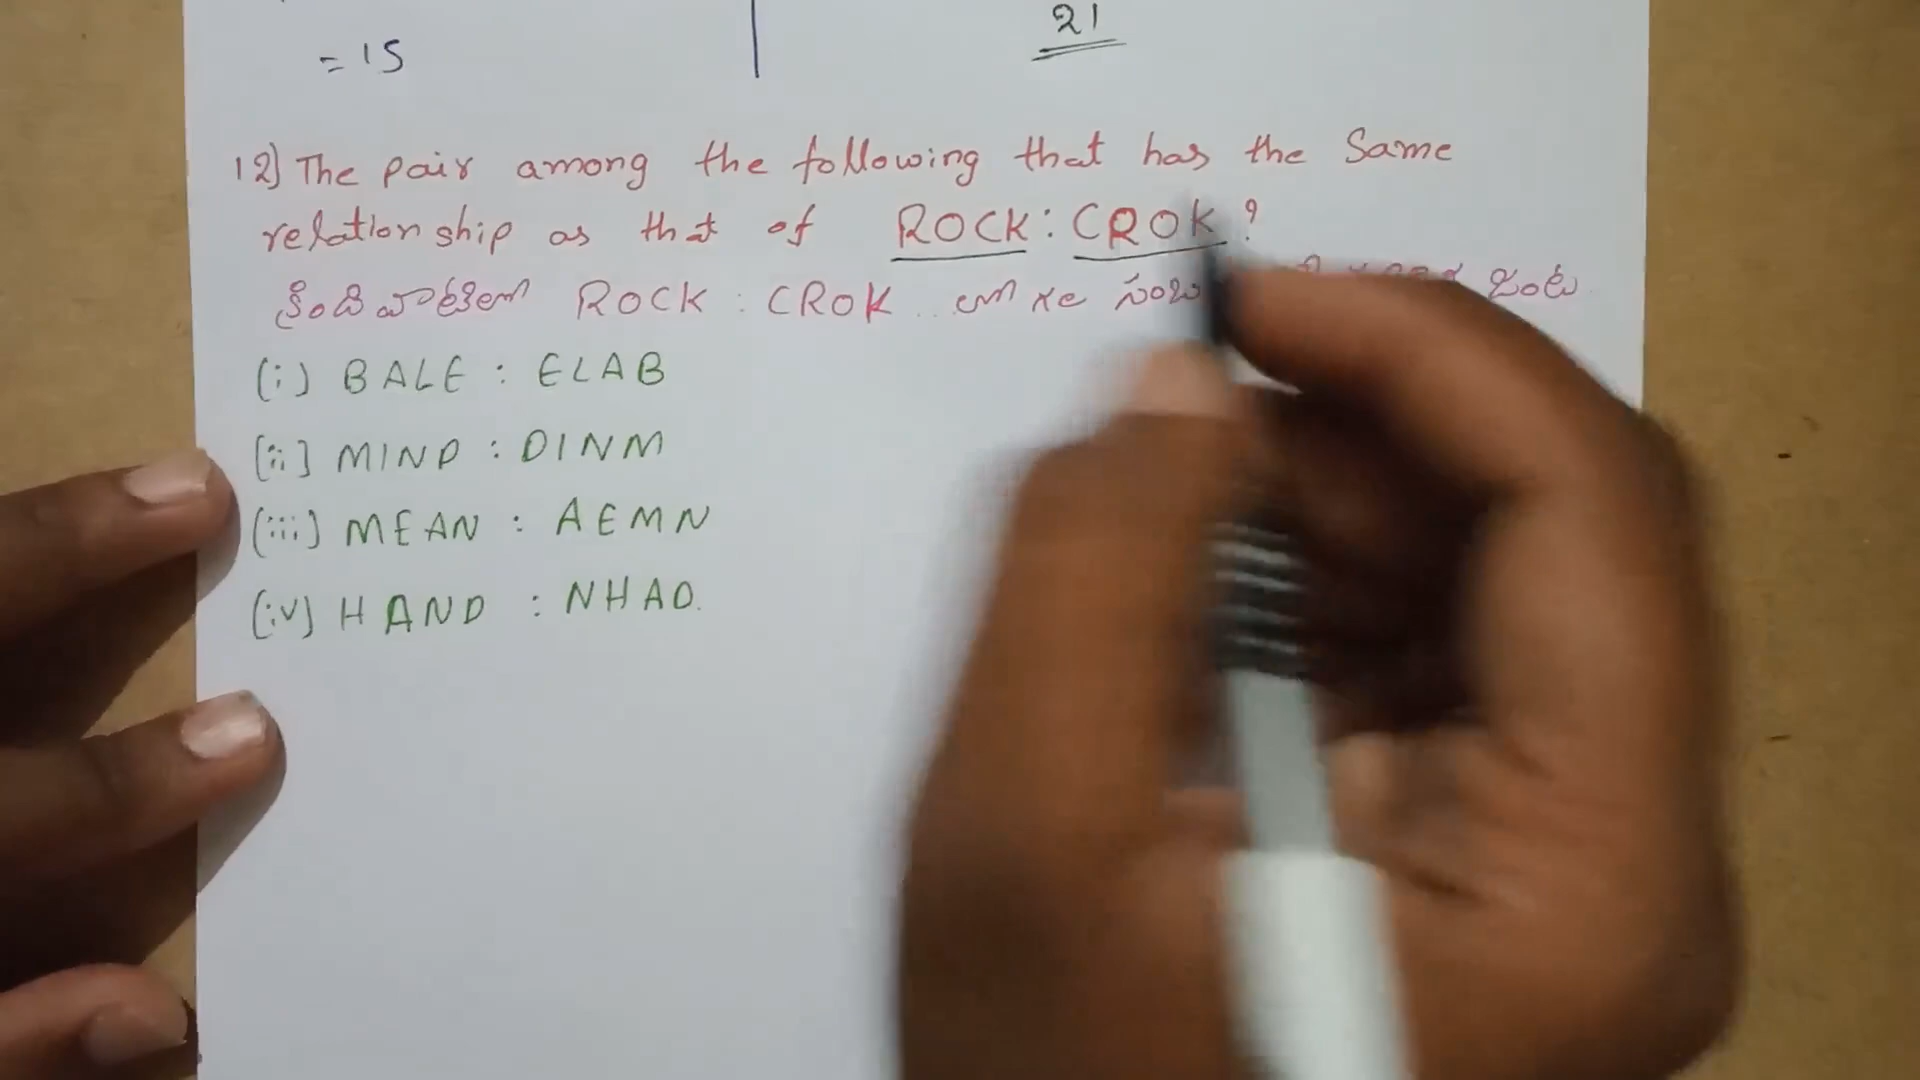 = 15
21
12) The pair among the following that has the Same
relationship as that of ROCK : CROK ?
ROCK : CROK
(i) BALE : ELAB
(ii) MIND : DINM
(iii) MEAN : AEMN
(iv) HAND : NHAD.